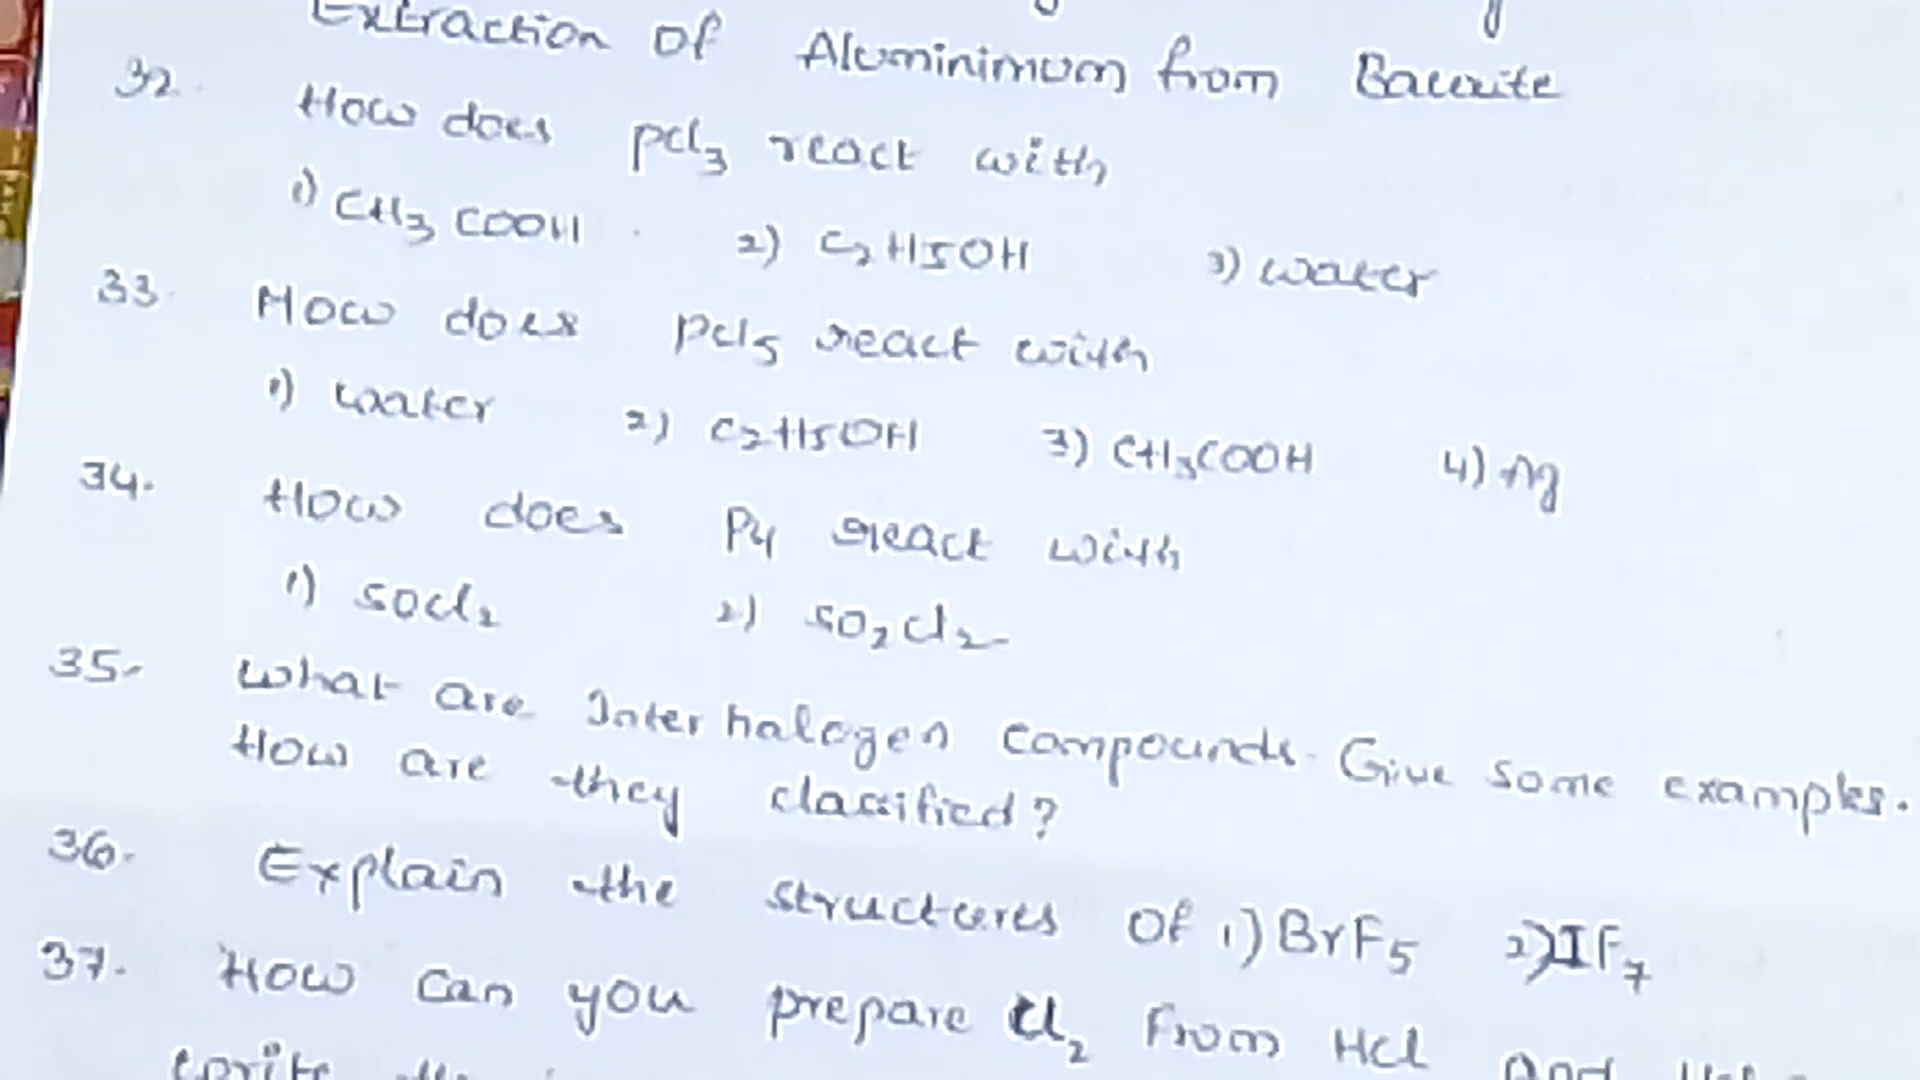 Extraction of Aluminimum from Bauxite
32. How does pcl3 react with
1) CH3 COOH 2) C2H5OH 3) water
33. How does pcl5 react with
1) water 2) C2H5OH 3) CH3COOH 4) Ag
34. How does P4 react with
1) SOCl2 2) SO2Cl2
35. What are Inter halogen compounds. Give some examples.
How are they classified?
36. Explain the structures of 1) BrF5 2) IF7
37. How can you prepare Cl2 from HCl And
write